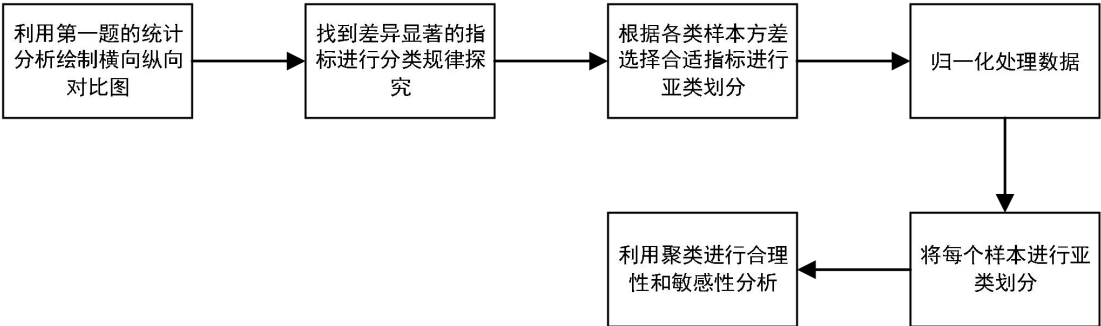 利用第一题的统计
分析绘制横向纵向
对比图
找到差异显著的指
标进行分类规律探
究
根据各类样本方差
选择合适指标进行
亚类划分
归一化处理数据
将每个样本进行亚
类划分
利用聚类进行合理
性和敏感性分析